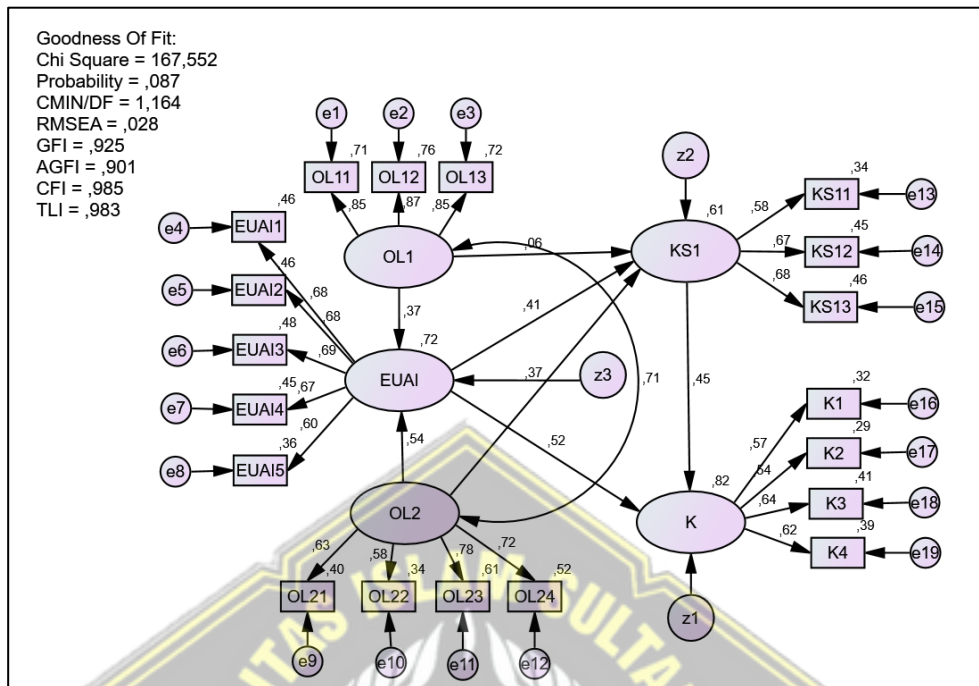 Goodness Of Fit:
Chi Square = 167,552
Probability = ,087
CMIN/DF = 1,164
RMSEA = ,028
GFI = ,925
AGFI = ,901
CFI = ,985
TLI = ,983
e1
e2
e3
,71
,76
,72
OL11
OL12
OL13
,85
,87
,85
z2
,34
KS11
e13
,46
,61
,58
e4
EUAI1
,45
OL1
,06
KS1
,67
KS12
e14
,46
,68
,46
e5
EUAI2
,68
KS13
e15
,68
,37
,41
,48
,72
e6
EUAI3
,69
EUAI
,37
z3
,71
,45
,45
,67
,32
e7
EUAI4
K1
e16
,60
,54
,52
,57
,29
,36
,54
K2
e17
e8
EUAI5
,82
,41
OL2
K
,64
K3
e18
,63
,58
,78
,72
,62
,39
,40
,34
,61
,52
K4
e19
OL21
OL22
OL23
OL24
z1
e9
e10
e11
e12
ITAS ISLAM SULTA